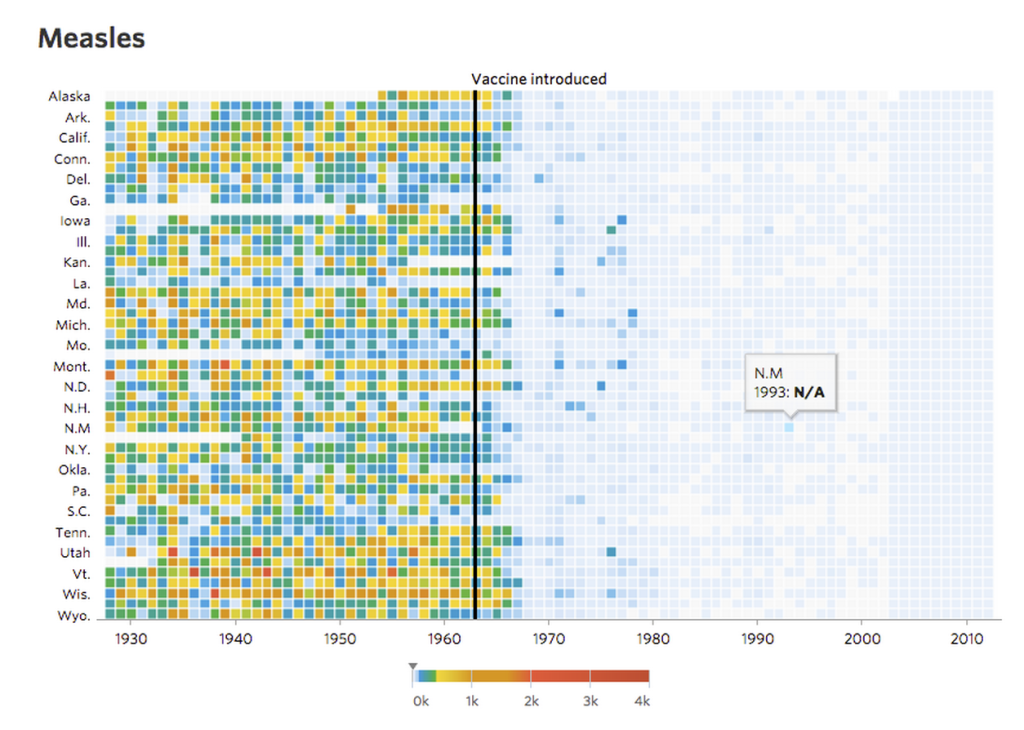 Measles
Vaccine introduced
Alaska
Ark.
Calif.
Conn.
Del.
Ga.
Iowa
Ill.
Kan.
La.
Md.
Mich.
Mo.
Mont.
N.D.
N.H.
N.M
N.Y.
Okla.
Pa.
S.C.
Tenn.
Utah
Vt.
Wis.
Wyo.
N.M
1993: N/A
1930 1940 1950 1960 1970 1980 1990 2000 2010
0k 1k 2k 3k 4k